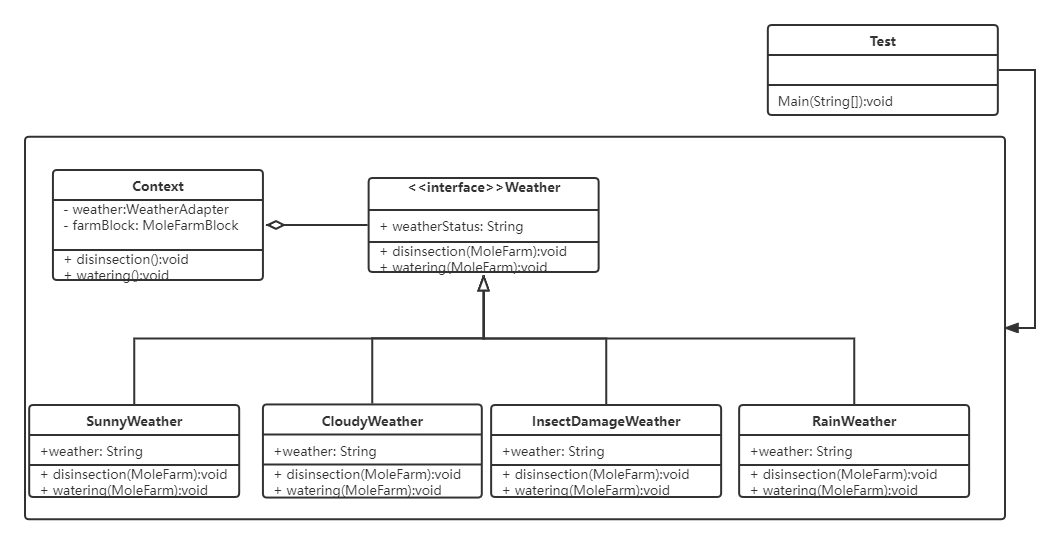 Test
Main(String[]):void
Context
- weather:WeatherAdapter
- farmBlock: MoleFarmBlock
+ disinsection():void
+ watering():void
<<interface>>Weather
+ weatherStatus: String
+ disinsection(MoleFarm):void
+ watering(MoleFarm):void
SunnyWeather
+weather: String
+ disinsection(MoleFarm):void
+ watering(MoleFarm):void
CloudyWeather
+weather: String
+ disinsection(MoleFarm):void
+ watering(MoleFarm):void
InsectDamageWeather
+weather: String
+ disinsection(MoleFarm):void
+ watering(MoleFarm):void
RainWeather
+weather: String
+ disinsection(MoleFarm):void
+ watering(MoleFarm):void